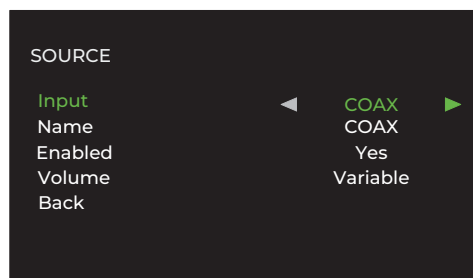 SOURCE
Input ◀ COAX ▶
Name COAX
Enabled Yes
Volume Variable
Back